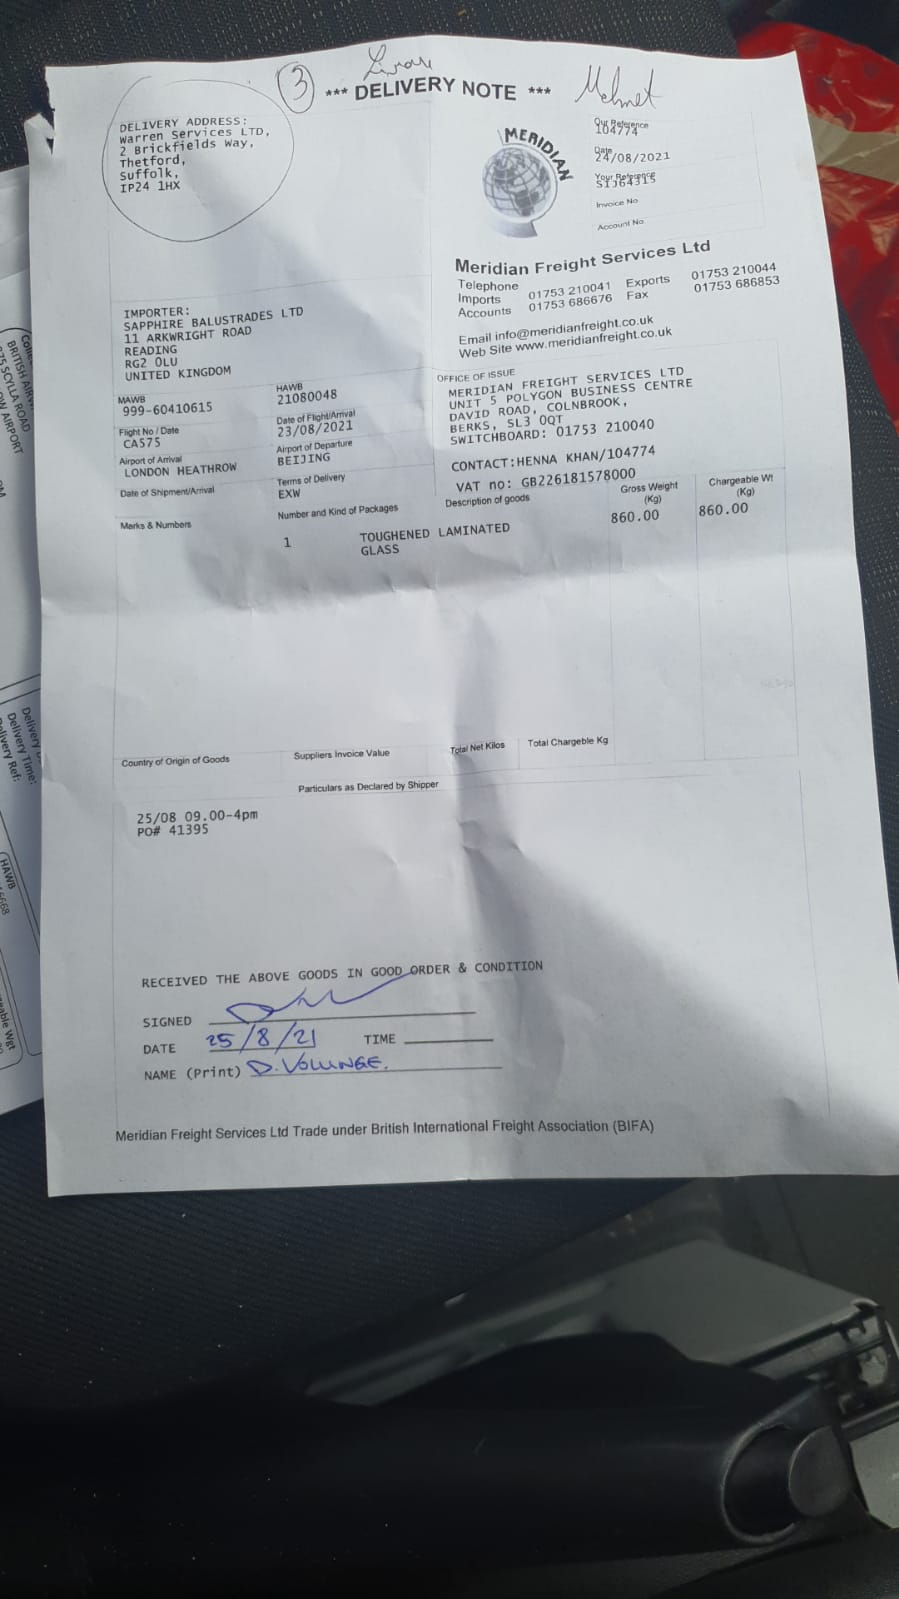 3
Mehmet
*** DELIVERY NOTE ***
DELIVERY ADDRESS:
Warren Services LTD,
2 Brickfields Way,
Thetford,
Suffolk,
IP24 1HX
MERIDIAN
Our Reference
104774
Date
24/08/2021
Your Reference
SIJ64315
Invoice No
Account No
Meridian Freight Services Ltd
Telephone
Imports 01753 210041 Exports 01753 210044
Accounts 01753 686676 Fax 01753 686853
Email info@meridianfreight.co.uk
Web Site www.meridianfreight.co.uk
IMPORTER:
SAPPHIRE BALUSTRADES LTD
11 ARKWRIGHT ROAD
READING
RG2 0LU
UNITED KINGDOM
OFFICE OF ISSUE
MERIDIAN FREIGHT SERVICES LTD
UNIT 5 POLYGON BUSINESS CENTRE
DAVID ROAD, COLNBROOK,
BERKS, SL3 0QT
SWITCHBOARD: 01753 210040
CONTACT:HENNA KHAN/104774
VAT no: GB226181578000
MAWB
999-60410615
HAWB
21080048
Flight No / Date
CA575
Date of Flight/Arrival
23/08/2021
Airport of Arrival
LONDON HEATHROW
Airport of Departure
BEIJING
Date of Shipment/Arrival
Terms of Delivery
EXW
Marks & Numbers
Number and Kind of Packages
Description of goods
Gross Weight
(Kg)
Chargeable Wt
(Kg)
1 TOUGHENED LAMINATED 860.00 860.00
GLASS
Country of Origin of Goods
Suppliers Invoice Value
Total Net Kilos
Total Chargeble Kg
Particulars as Declared by Shipper
25/08 09.00-4pm
PO# 41395
RECEIVED THE ABOVE GOODS IN GOOD ORDER & CONDITION
SIGNED
DATE 25/8/21 TIME
NAME (Print) D. VOLUNGE.
Meridian Freight Services Ltd Trade under British International Freight Association (BIFA)
BRITISH
SCYLLA ROAD
AIRPORT
Delivery
Delivery Time:
Ref:
HAWB